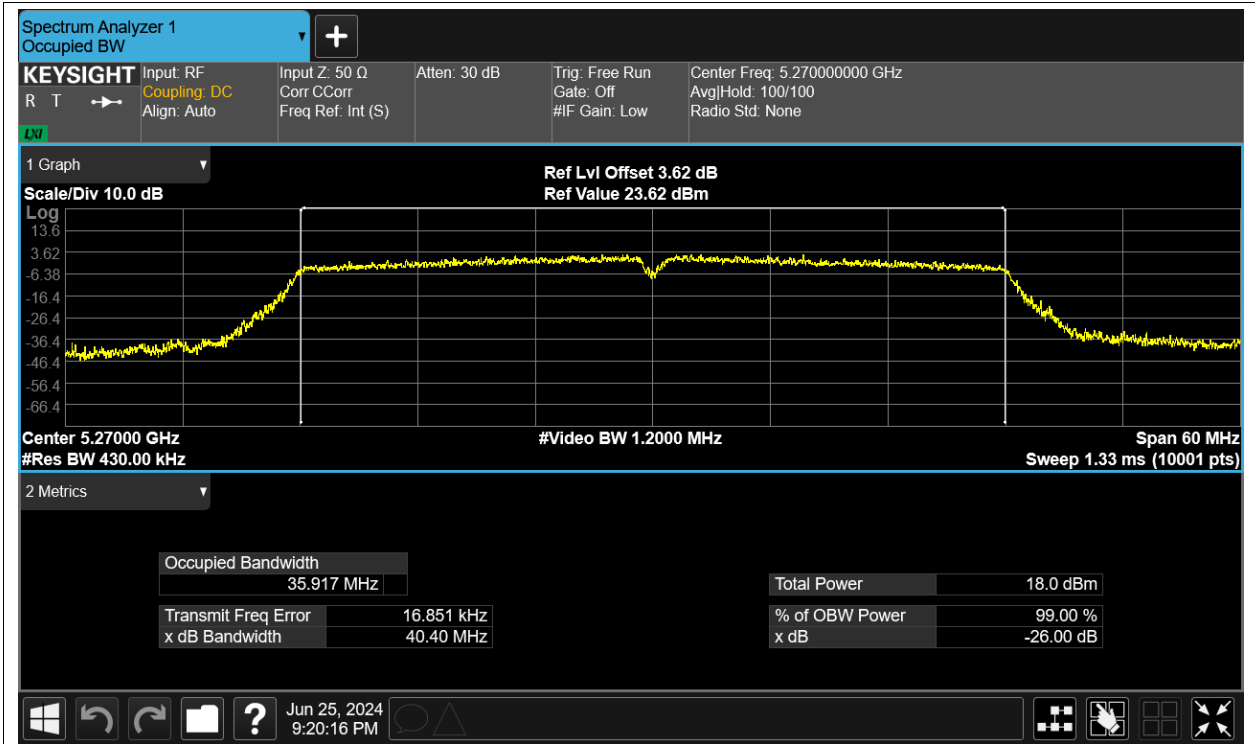 Spectrum Analyzer 1
Occupied BW
KEYSIGHT
R T
LXI
Input: RF
Coupling: DC
Align: Auto
Input Z: 50 Ω
Corr CCorr
Freq Ref: Int (S)
Atten: 30 dB
Trig: Free Run
Gate: Off
#IF Gain: Low
Center Freq: 5.270000000 GHz
Avg|Hold: 100/100
Radio Std: None
1 Graph
Ref Lvl Offset 3.62 dB
Scale/Div 10.0 dB
Ref Value 23.62 dBm
Log
13.6
3.62
-6.38
-16.4
-26.4
-36.4
-46.4
-56.4
-66.4
Center 5.27000 GHz
#Video BW 1.2000 MHz
Span 60 MHz
#Res BW 430.00 kHz
Sweep 1.33 ms (10001 pts)
2 Metrics
Occupied Bandwidth
35.917 MHz
Total Power 18.0 dBm
Transmit Freq Error 16.851 kHz
% of OBW Power 99.00 %
x dB Bandwidth 40.40 MHz
x dB -26.00 dB
?
Jun 25, 2024
9:20:16 PM